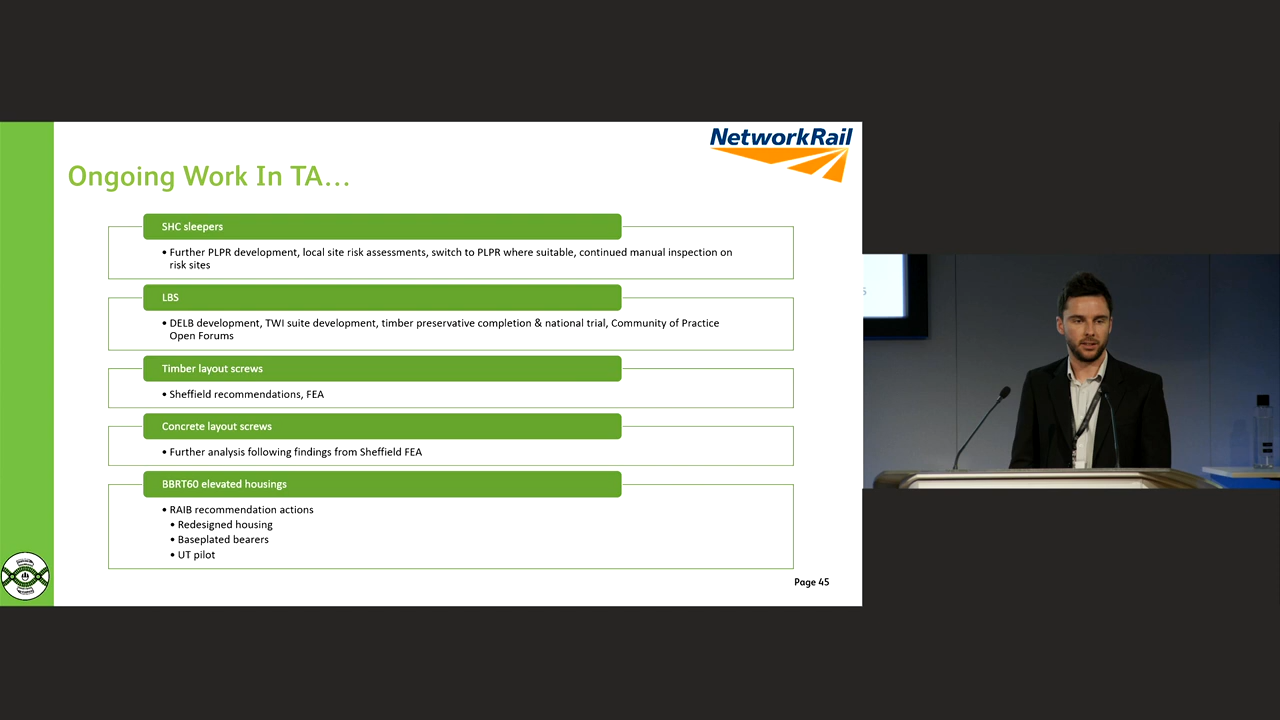 NetworkRail
Ongoing Work In TA...
SHC sleepers
• Further PLPR development, local site risk assessments, switch to PLPR where suitable, continued manual inspection on
risk sites
LBS
• DELB development, TWI suite development, timber preservative completion & national trial, Community of Practice
Open Forums
Timber layout screws
• Sheffield recommendations, FEA
Concrete layout screws
• Further analysis following findings from Sheffield FEA
BBRT60 elevated housings
• RAIB recommendation actions
• Redesigned housing
• Baseplated bearers
• UT pilot
Page 45